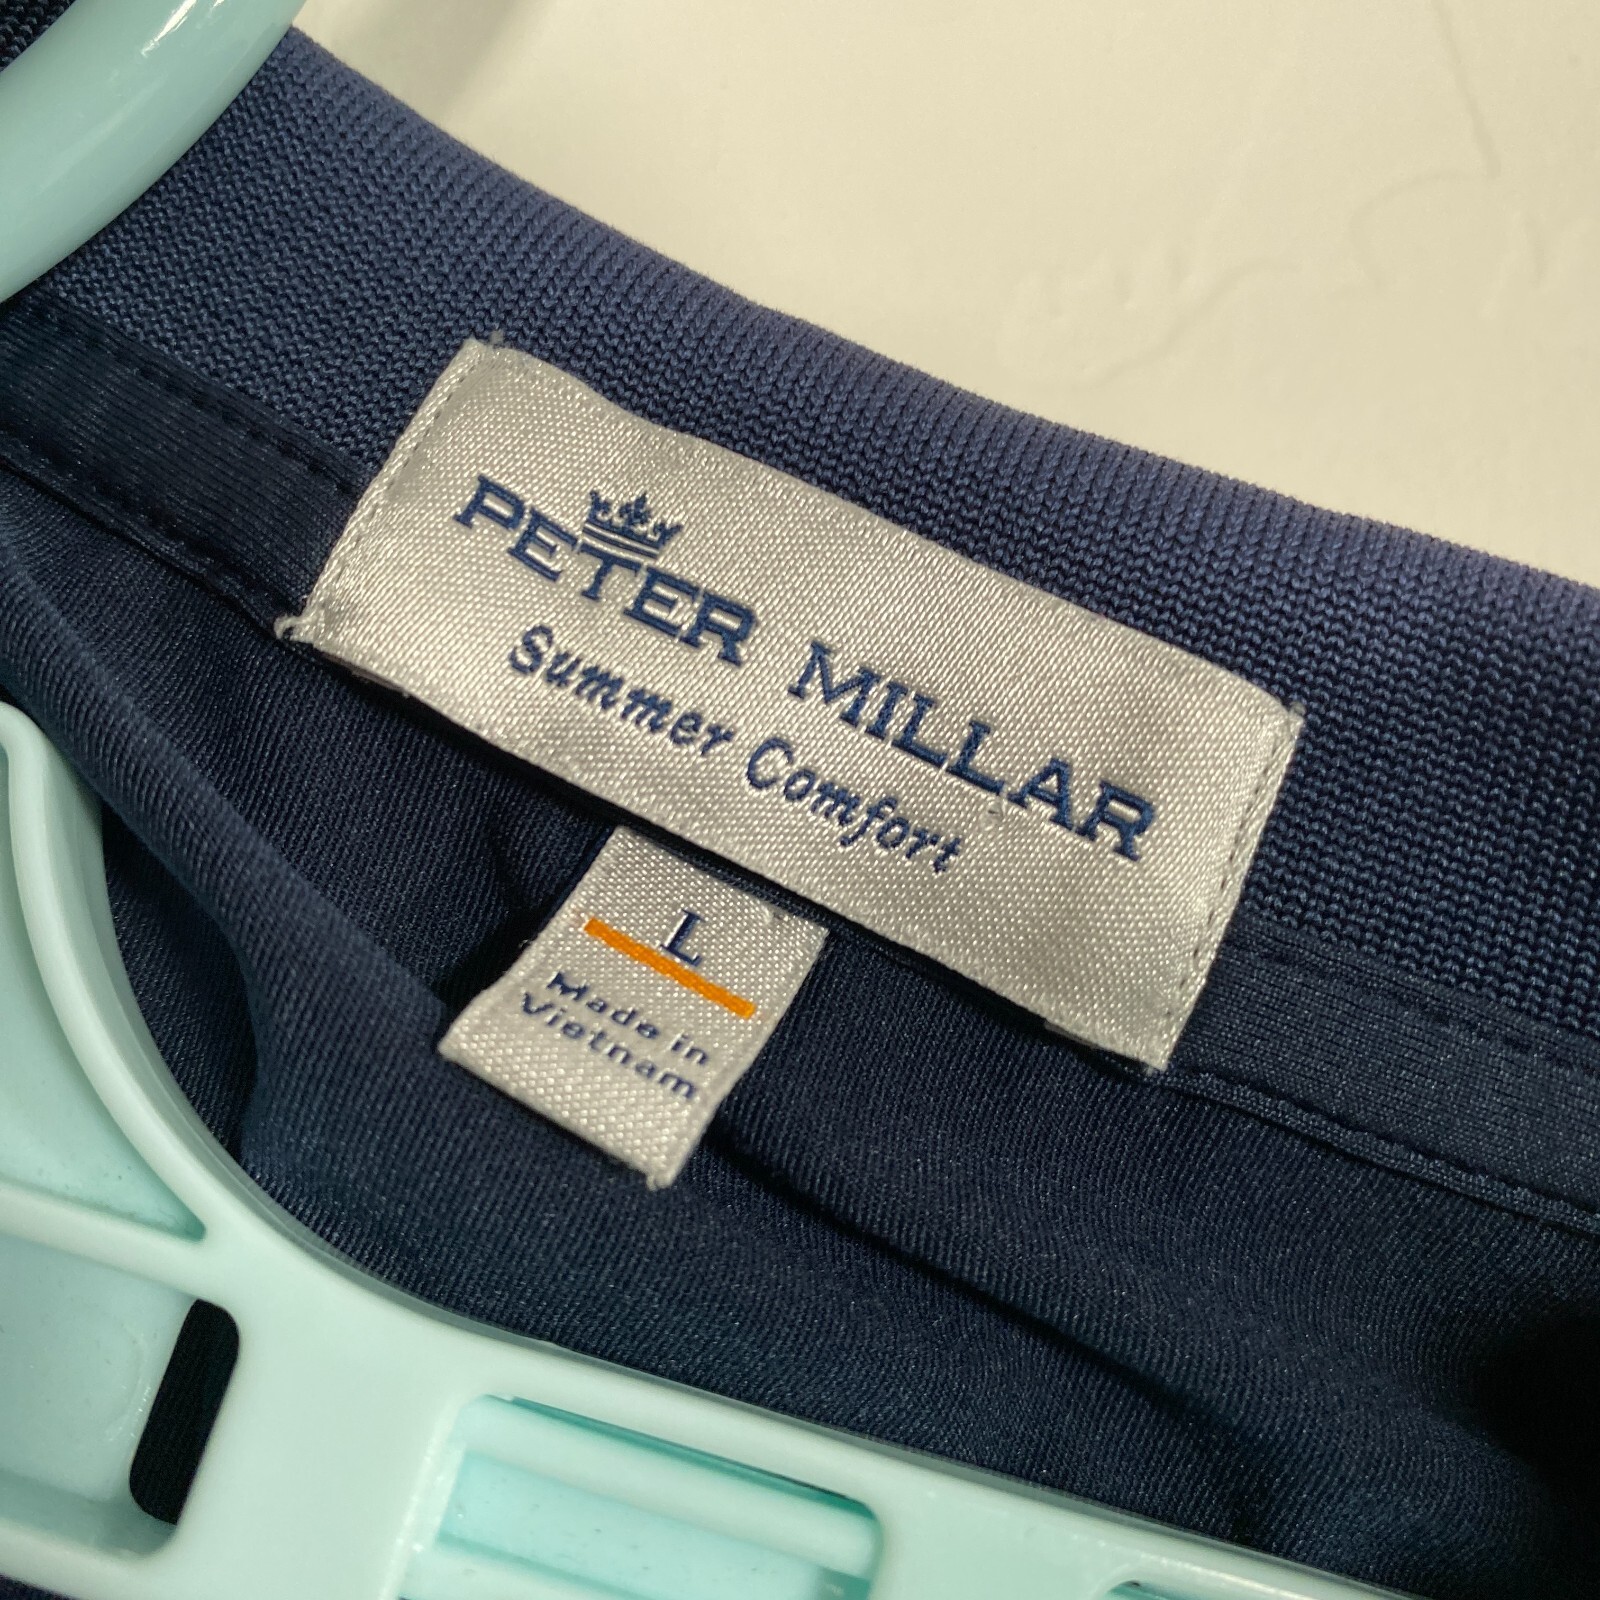 PETER MILLAR
Summer Comfort
L
Made in
Vietnam